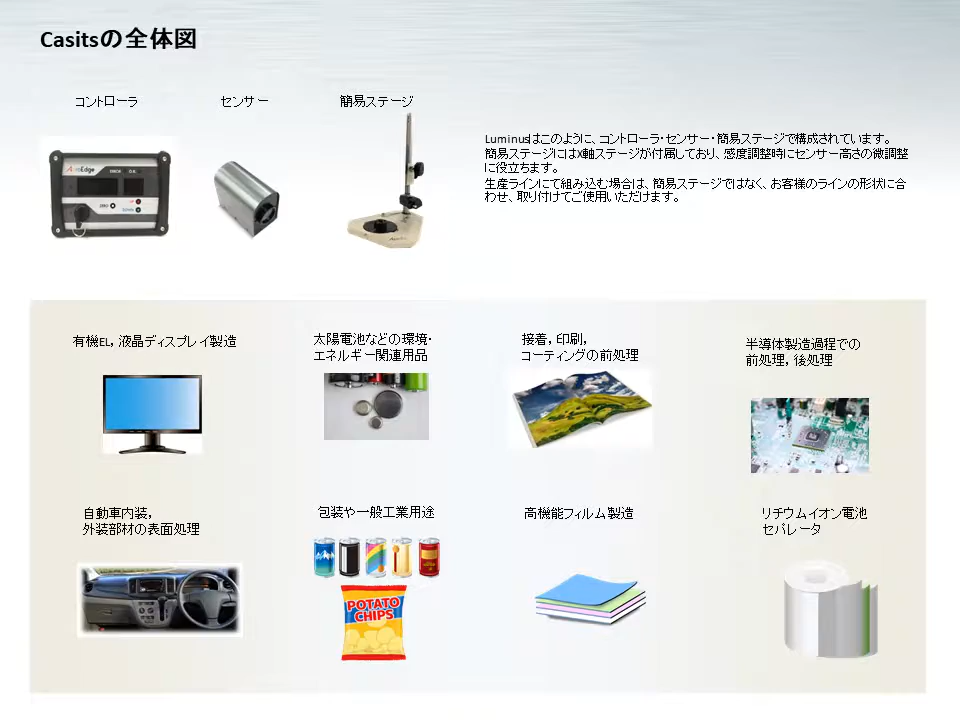 Casitsの全体図
コントローラ
センサー
簡易ステージ
AcroEdge
ERROR
O.K.
ZERO
Luminusはこのように、コントローラ・センサー・簡易ステージで構成されています。
簡易ステージにはX軸ステージが付属しており、感度調整時にセンサー高さの微調整
に役立ちます。
生産ラインにて組み込む場合は、簡易ステージではなく、お客様のラインの形状に合
わせ、取り付けてご使用いただけます。
有機EL，液晶ディスプレイ製造
太陽電池などの環境・
エネルギー関連用品
接着，印刷，
コーティングの前処理
半導体製造過程での
前処理，後処理
自動車内装，
外装部材の表面処理
包装や一般工業用途
POTATO
CHIPS
高機能フィルム製造
リチウムイオン電池
セパレータ